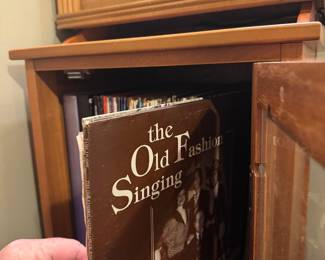 the
Old Fashion
Singing